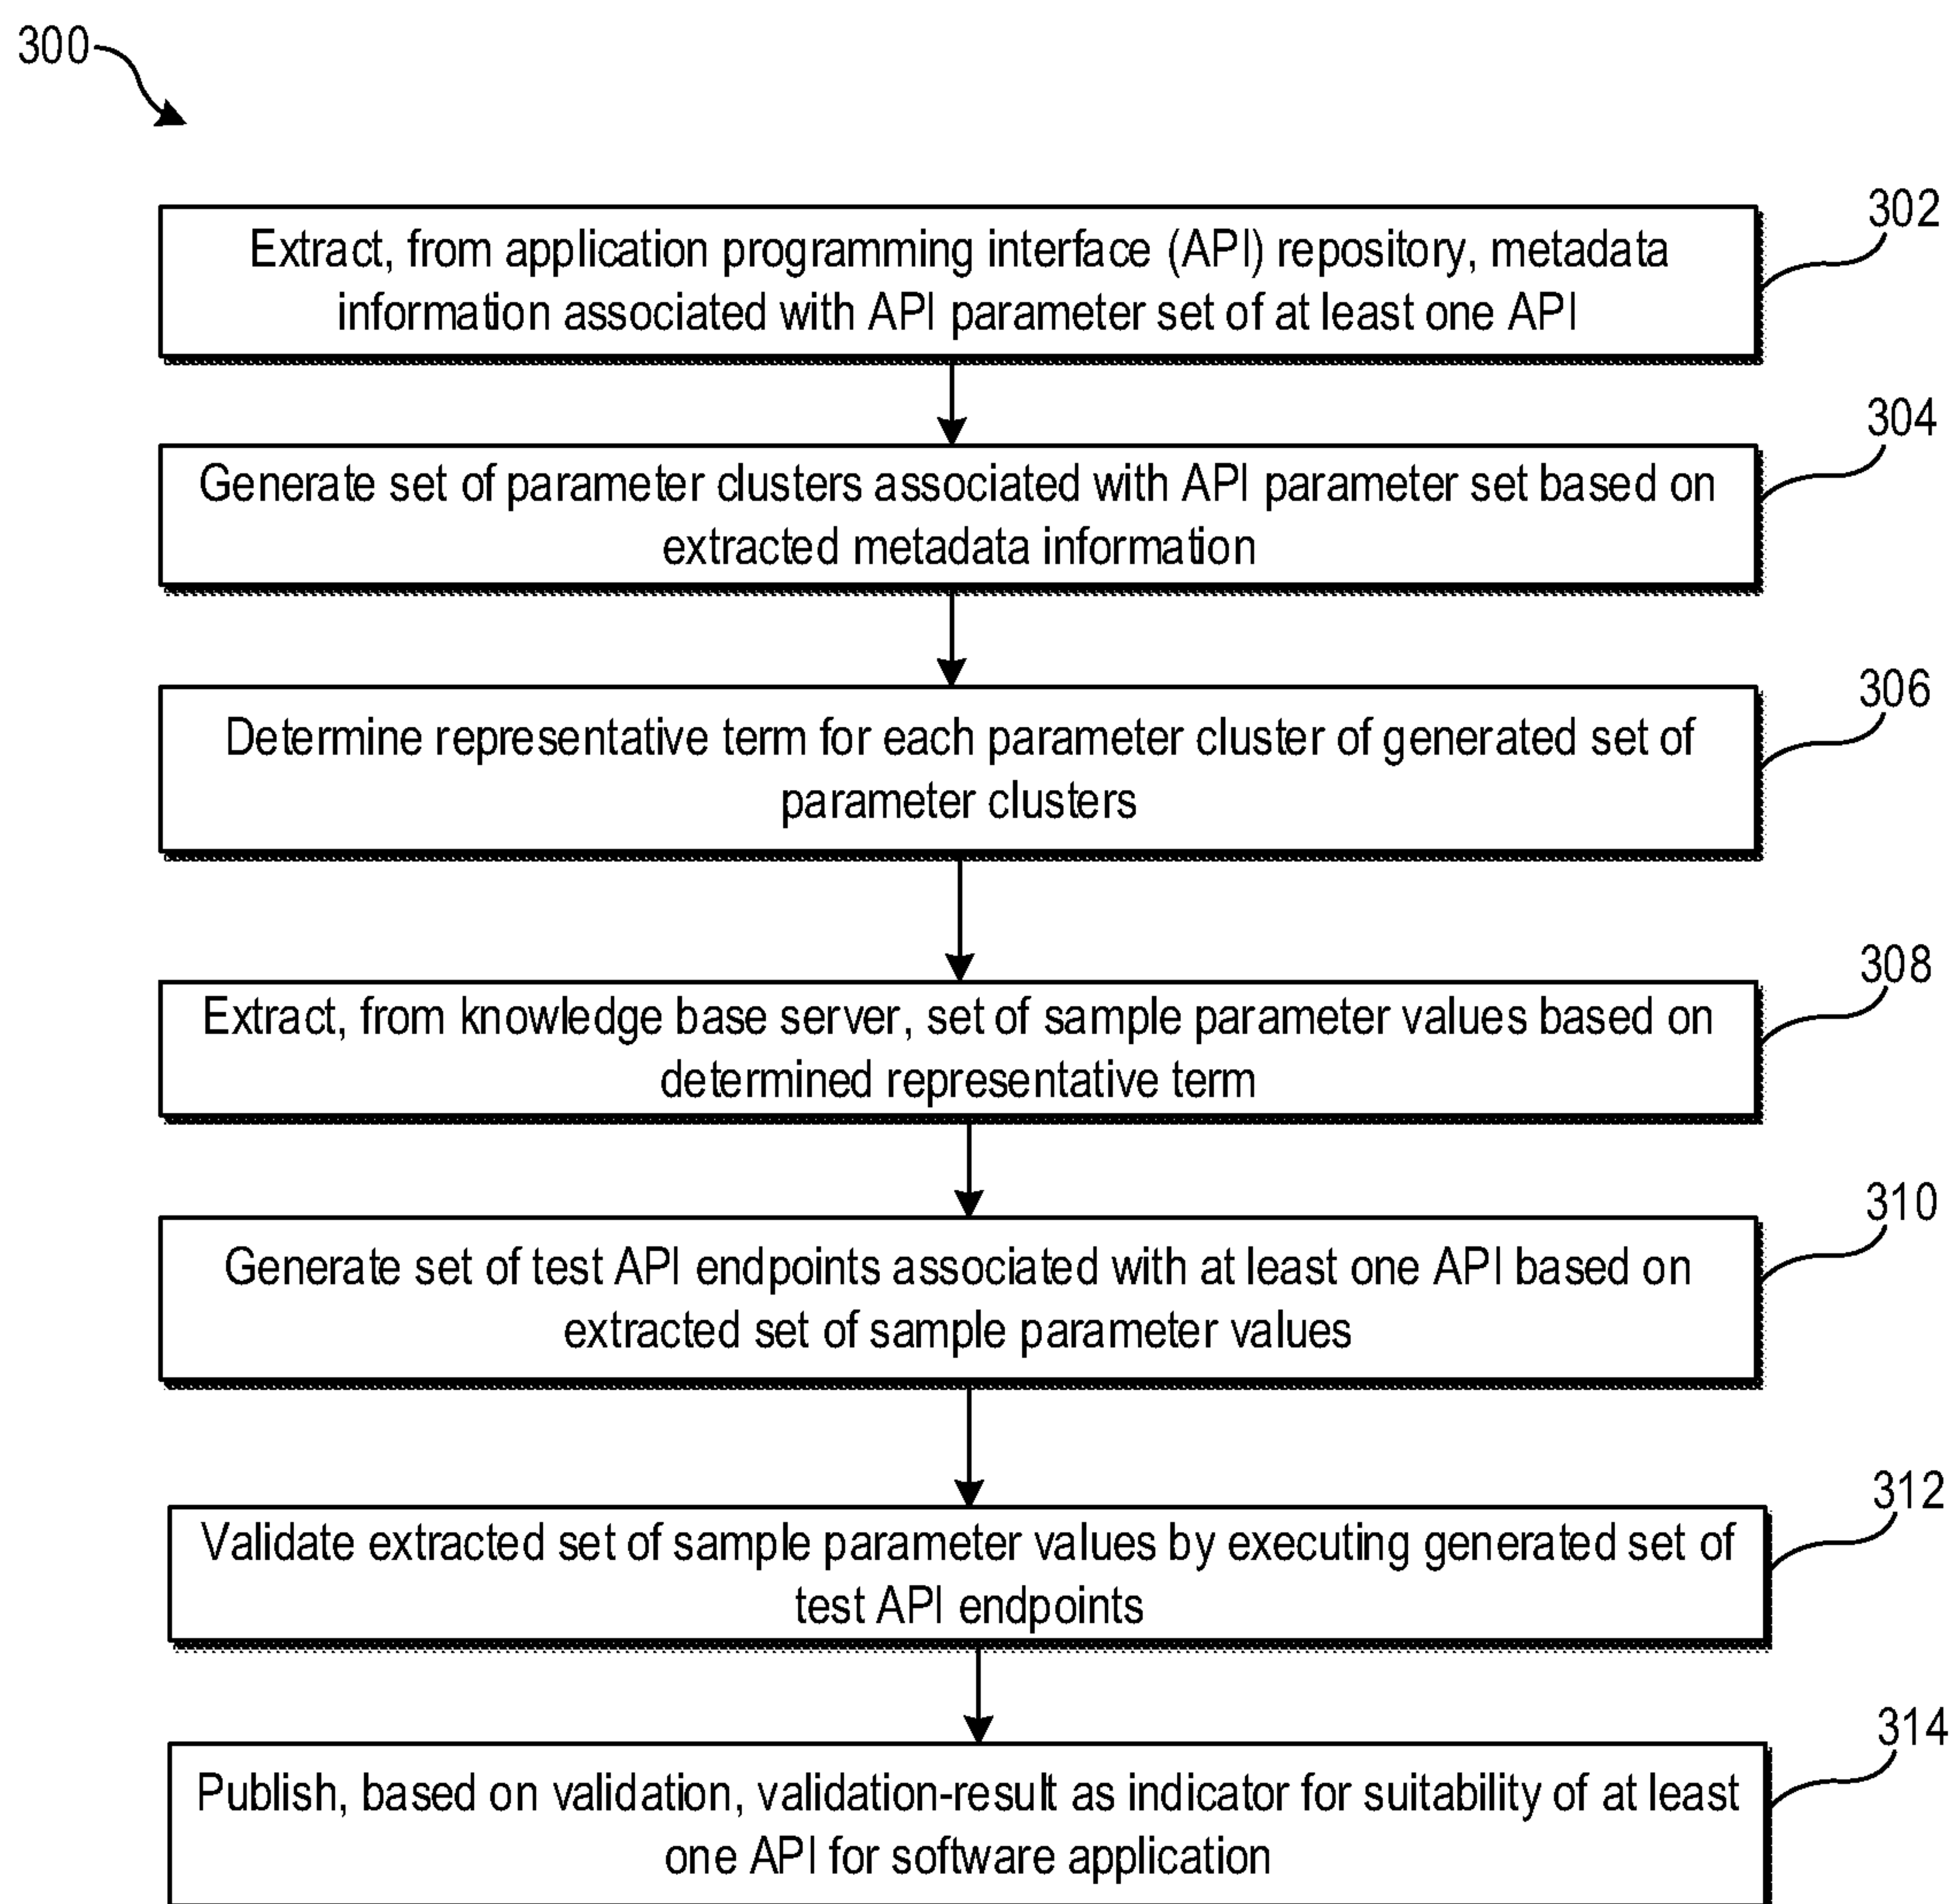 300
302
Extract, from application programming interface (API) repository, metadata
information associated with API parameter set of at least one API
304
Generate set of parameter clusters associated with API parameter set based on
extracted metadata information
306
Determine representative term for each parameter cluster of generated set of
parameter clusters
308
Extract, from knowledge base server, set of sample parameter values based on
determined representative term
310
Generate set of test API endpoints associated with at least one API based on
extracted set of sample parameter values
312
Validate extracted set of sample parameter values by executing generated set of
test API endpoints
314
Publish, based on validation, validation-result as indicator for suitability of at least
one API for software application